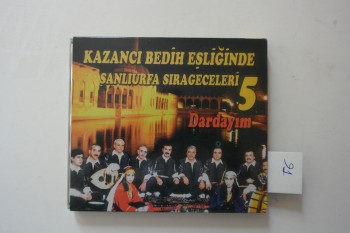 KAZANCI BEDİH EŞLİĞİNDE
ŞANLIURFA SIRAGECELERİ 5
Dardayım